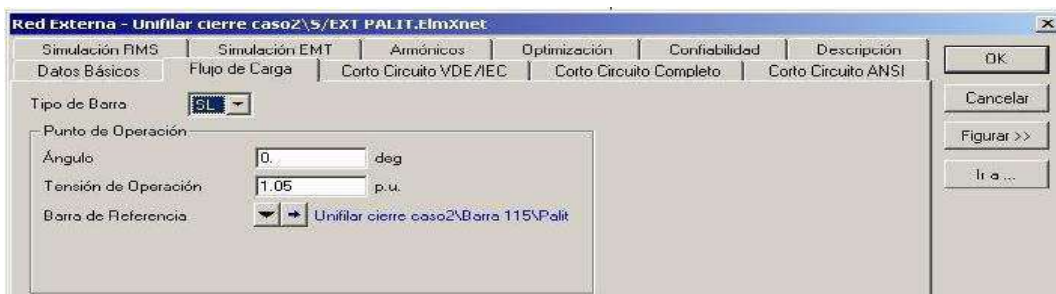 Red Externa - Unifilar cierre caso2\S/EXT PALIT.ElmXnet
Simulación RMS Simulación EMT Armónicos Optimización Confiabilidad Descripción
Datos Básicos Flujo de Carga Corto Circuito VDE/IEC Corto Circuito Completo Corto Circuito ANSI
OK
Tipo de Barra SL
Cancelar
Punto de Operación
Figurar >>
Ángulo 0. deg
Tensión de Operación 1.05 p.u.
Ir a ...
Barra de Referencia Unifilar cierre caso2\Barra 115\Palit